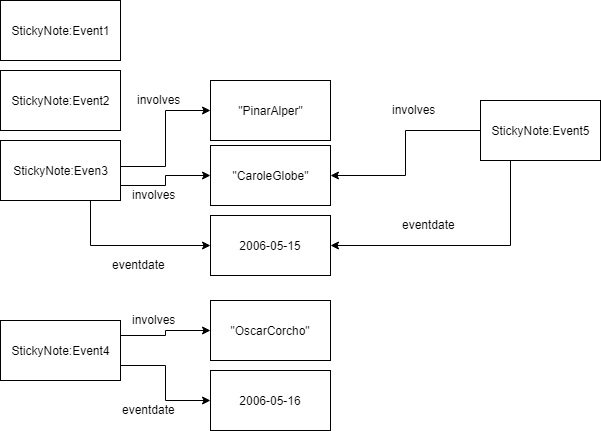 StickyNote:Event1
StickyNote:Event2
involves
"PinarAlper"
involves
StickyNote:Event5
StickyNote:Even3
involves
"CaroleGlobe"
eventdate
2006-05-15
eventdate
involves
"OscarCorcho"
StickyNote:Event4
eventdate
2006-05-16